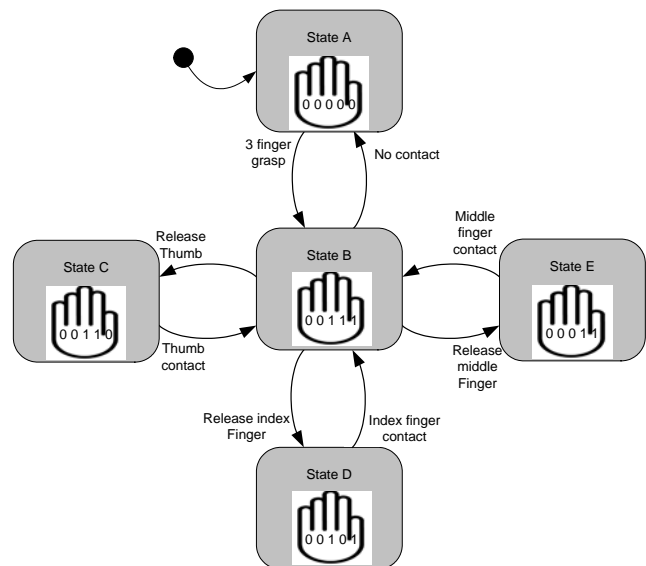 State A
0 0 0 0 0
3 finger
grasp
No contact
Release
Thumb
Middle
finger
contact
State C
0 0 1 1 0
State B
0 0 1 1 1
State E
0 0 0 1 1
Thumb
contact
Release
middle
Finger
Release index
Finger
Index finger
contact
State D
0 0 1 0 1